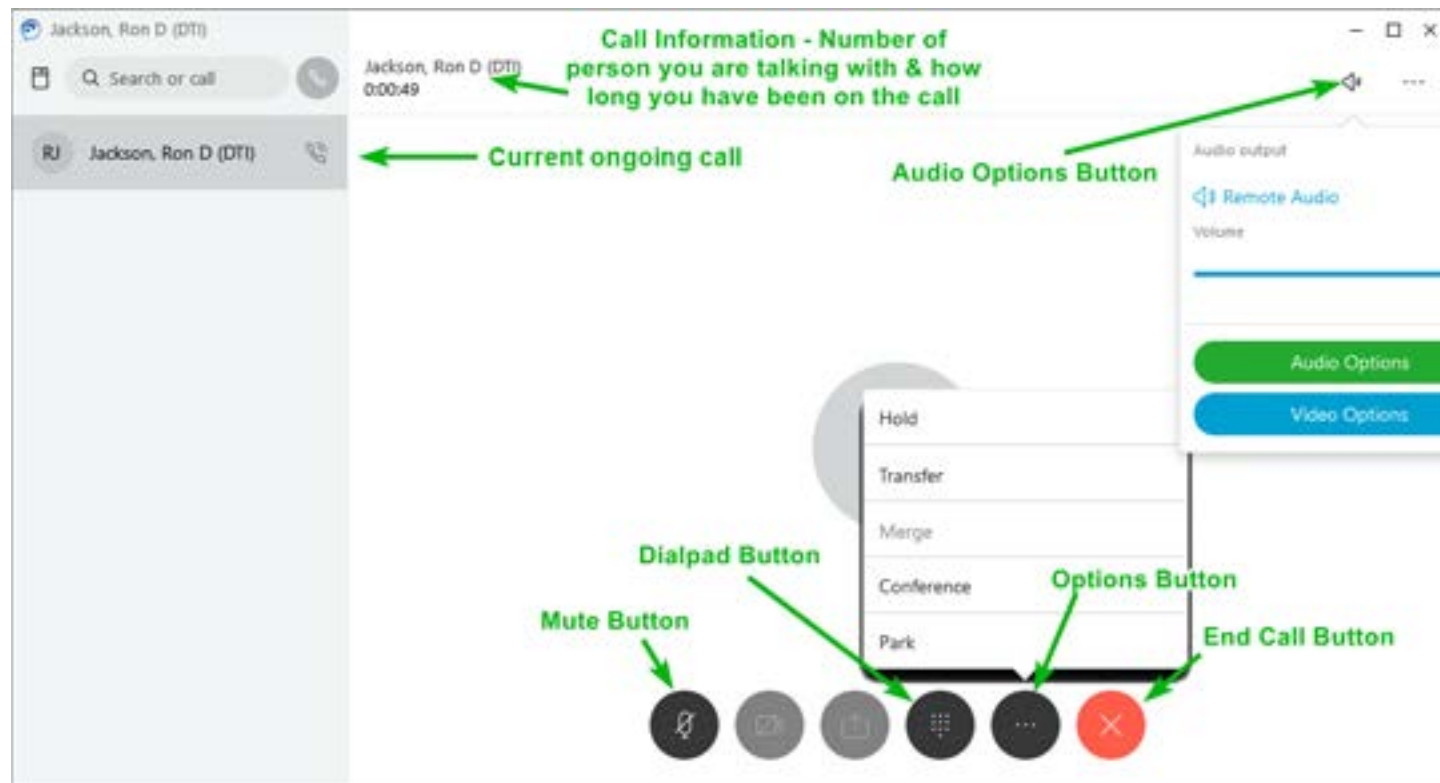 Jackson, Ron D (DTI)
Search or call
Jackson, Ron D (DTI)
0:00:49
Call Information - Number of
person you are talking with & how
long you have been on the call
RJ Jackson, Ron D (DTI)
Current ongoing call
Audio Options Button
Audio output
Remote Audio
Volume
Audio Options
Video Options
Hold
Transfer
Merge
Conference
Park
Dialpad Button
Options Button
Mute Button
End Call Button